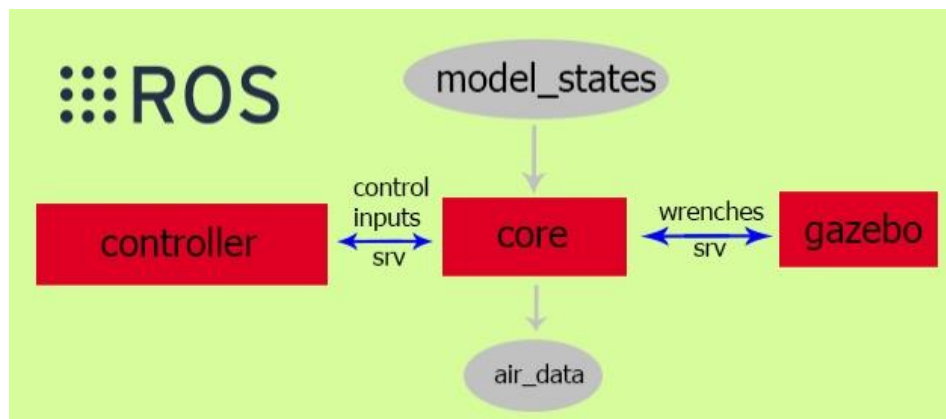 ROS
model_states
control
inputs
srv
controller
core
wrenches
srv
gazebo
air_data